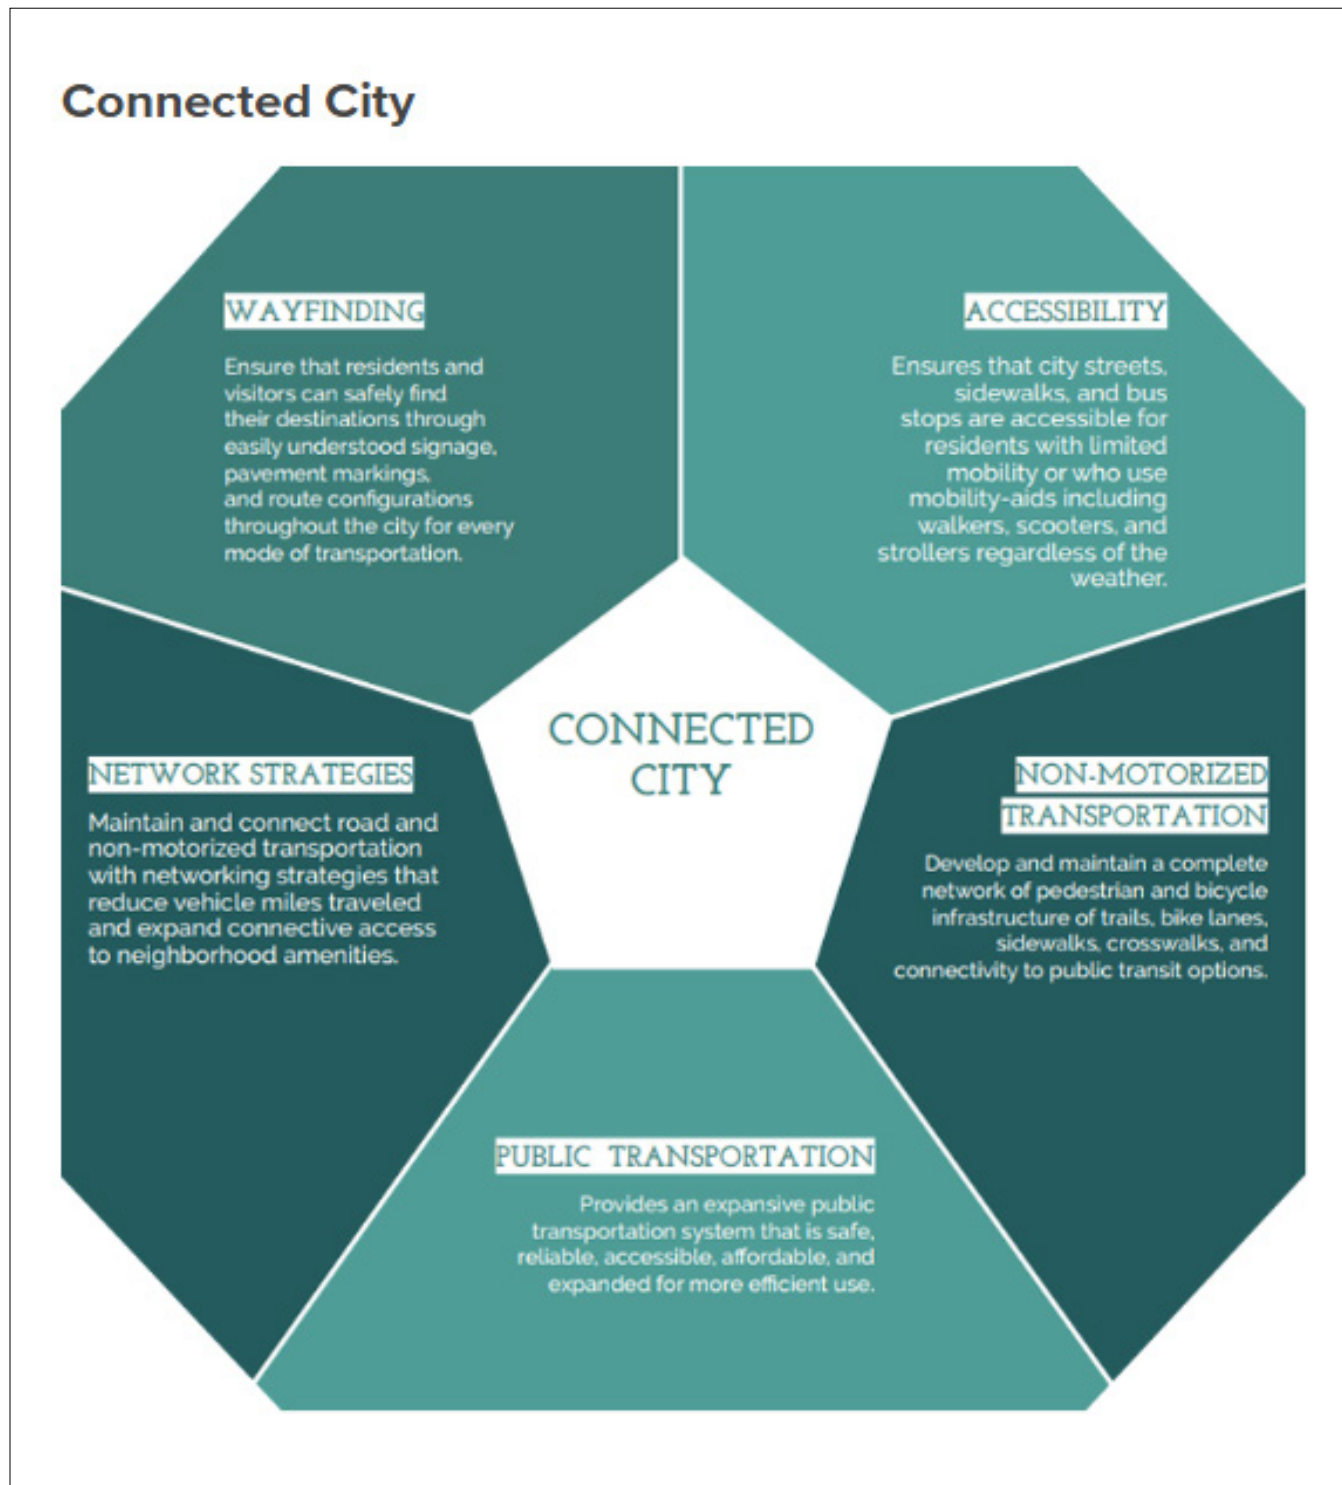 Connected City
WAYFINDING
Ensure that residents and
visitors can safely find
their destinations through
easily understood signage,
pavement markings,
and route configurations
throughout the city for every
mode of transportation.
ACCESSIBILITY
Ensures that city streets,
sidewalks, and bus
stops are accessible for
residents with limited
mobility or who use
mobility-aids including
walkers, scooters, and
strollers regardless of the
weather.
CONNECTED
CITY
NETWORK STRATEGIES
Maintain and connect road and
non-motorized transportation
with networking strategies that
reduce vehicle miles traveled
and expand connective access
to neighborhood amenities.
NON-MOTORIZED
TRANSPORTATION
Develop and maintain a complete
network of pedestrian and bicycle
infrastructure of trails, bike lanes,
sidewalks, crosswalks, and
connectivity to public transit options.
PUBLIC TRANSPORTATION
Provides an expansive public
transportation system that is safe,
reliable, accessible, affordable, and
expanded for more efficient use.